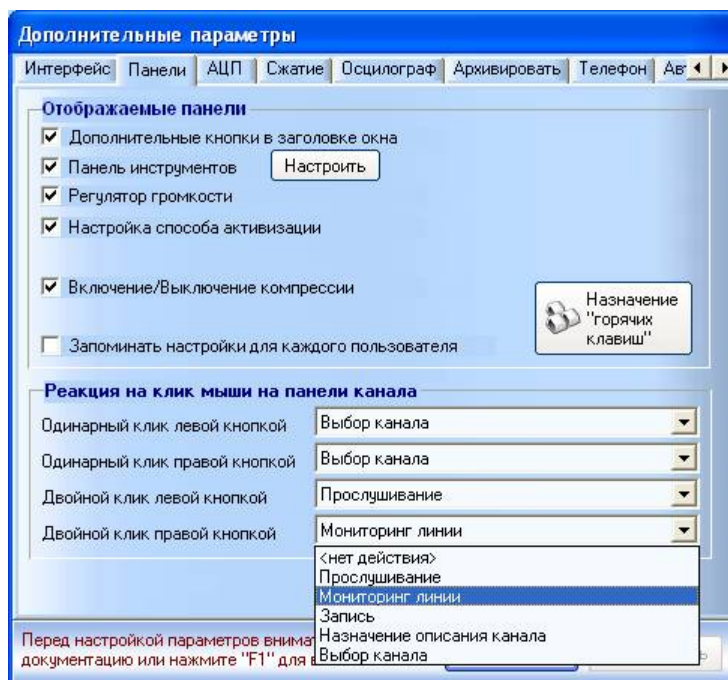 Дополнительные параметры
Интерфейс Панели АЦП Сжатие Осцилограф Архивировать Телефон
Отображаемые панели
Дополнительные кнопки в заголовке окна
Панель инструментов Настроить
Регулятор громкости
Настройка способа активизации
Включение/Выключение компрессии
Назначение
"горячих
клавиш"
Запоминать настройки для каждого пользователя
Реакция на клик мыши на панели канала
Одинарный клик левой кнопкой Выбор канала
Одинарный клик правой кнопкой Выбор канала
Двойной клик левой кнопкой Прослушивание
Двойной клик правой кнопкой Мониторинг линии
<нет действия>
Прослушивание
Мониторинг линии
Запись
Назначение описания канала
Выбор канала
Перед настройкой параметров
документацию или нажмите "F1" для